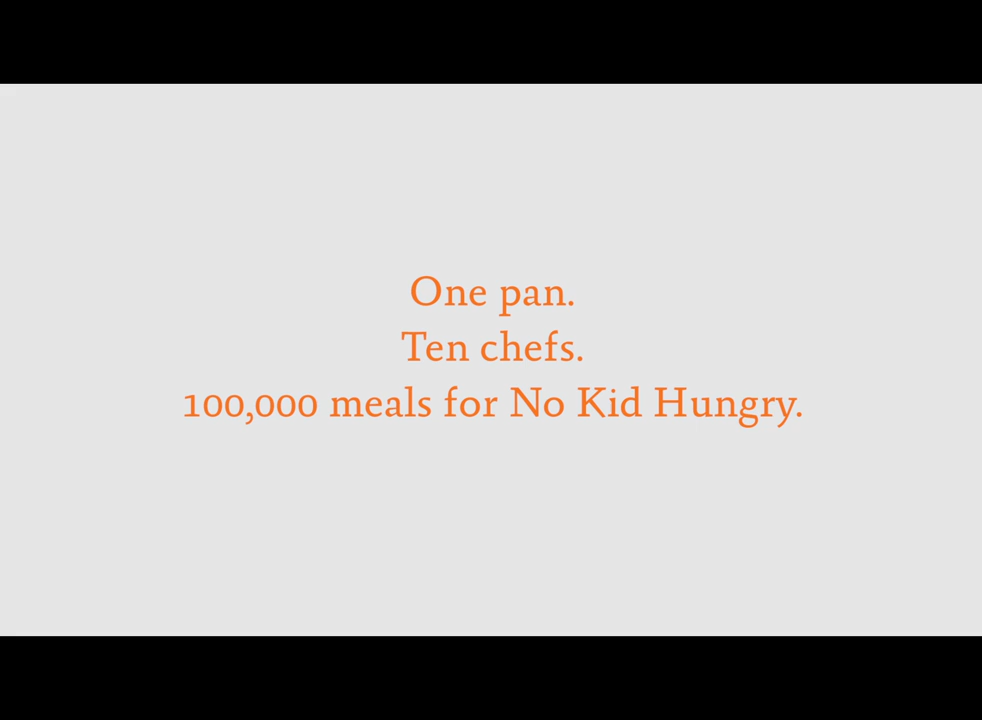 One pan.
Ten chefs.
100,000 meals for No Kid Hungry.